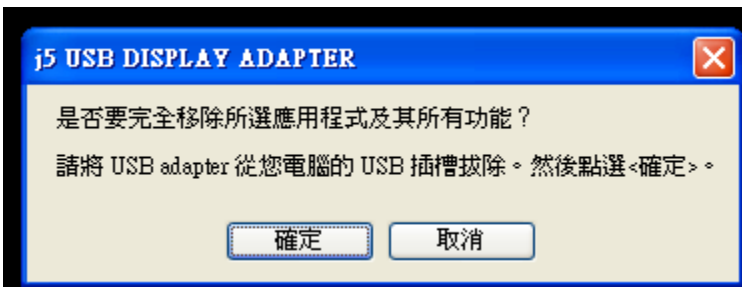 j5 USB DISPLAY ADAPTER
是否要完全移除所選應用程式及其所有功能？
請將 USB adapter 從您電腦的 USB 插槽拔除。然後點選<確定>。
確定
取消